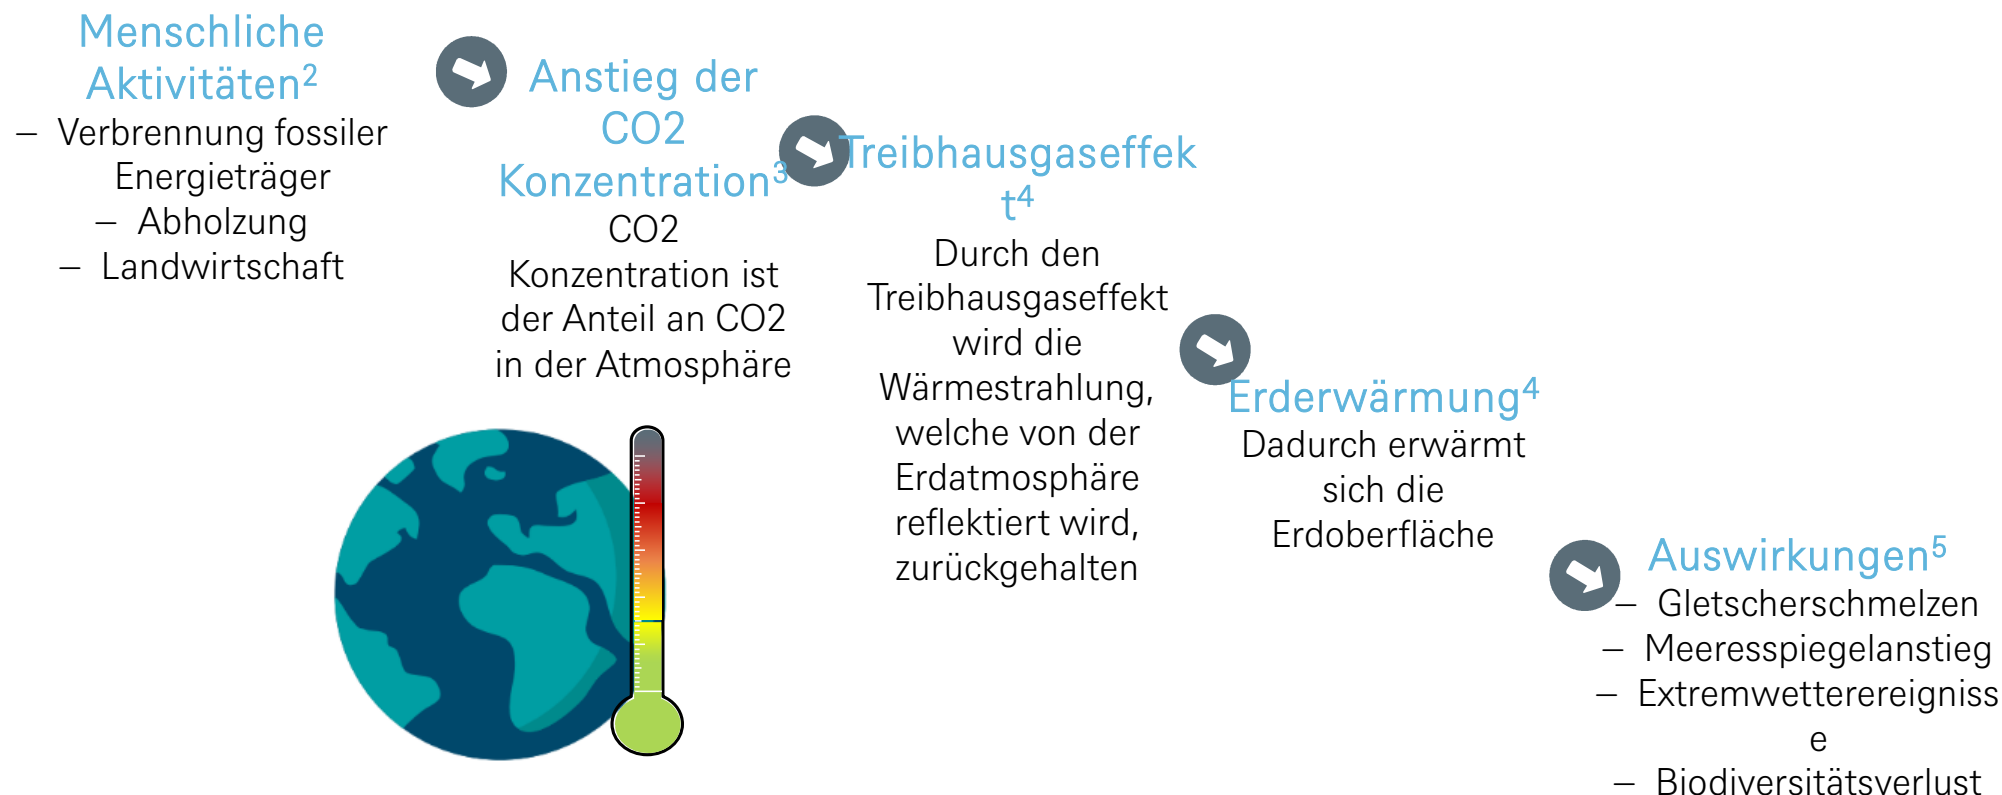 Menschliche
Aktivitäten²
– Verbrennung fossiler
Energieträger
– Abholzung
– Landwirtschaft
Anstieg der
CO2
Konzentration³
CO2
Konzentration ist
der Anteil an CO2
in der Atmosphäre
Treibhausgaseffek
t⁴
Durch den
Treibhausgaseffekt
wird die
Wärmestrahlung,
welche von der
Erdatmosphäre
reflektiert wird,
zurückgehalten
Erderwärmung⁴
Dadurch erwärmt
sich die
Erdoberfläche
Auswirkungen⁵
– Gletscherschmelzen
– Meeresspiegelanstieg
– Extremwetterereigniss
e
– Biodiversitätsverlust